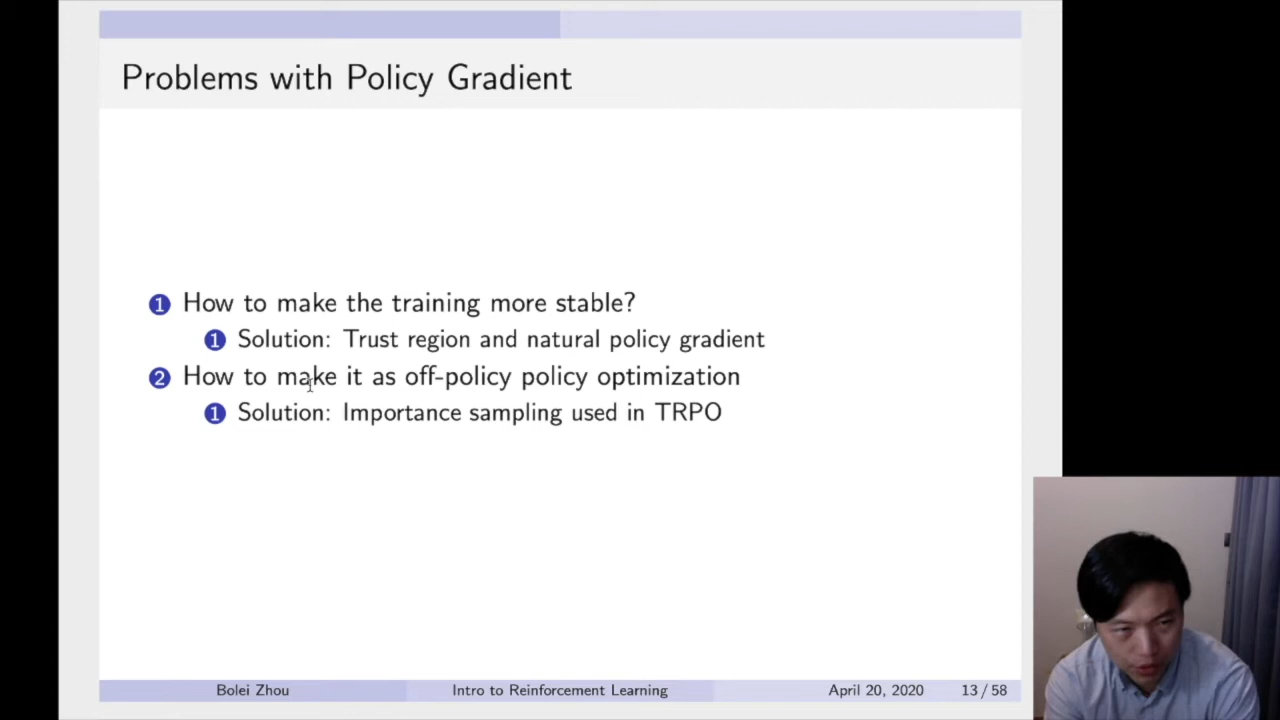 Problems with Policy Gradient
1 How to make the training more stable?
1 Solution: Trust region and natural policy gradient
2 How to make it as off-policy policy optimization
1 Solution: Importance sampling used in TRPO
Bolei Zhou Intro to Reinforcement Learning April 20, 2020 13 / 58